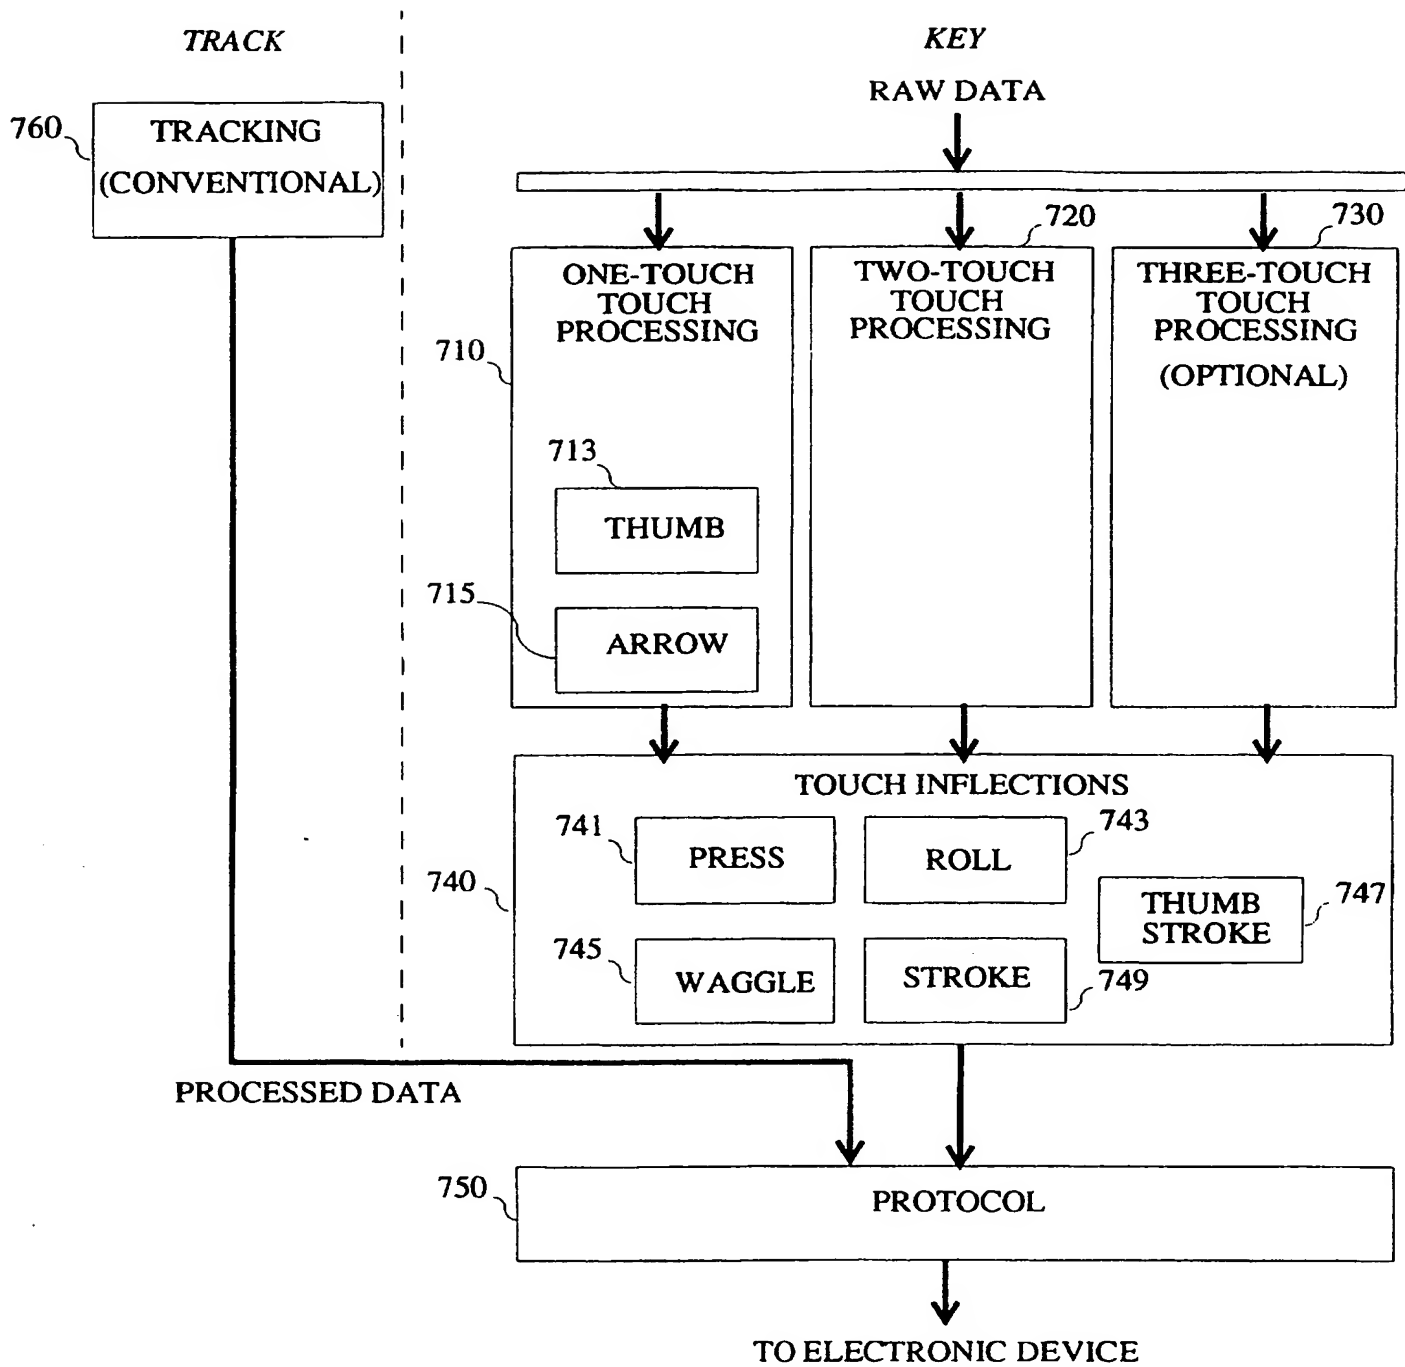 TRACK
KEY
RAW DATA
760
TRACKING
(CONVENTIONAL)
720
730
710
ONE-TOUCH
TOUCH
PROCESSING
TWO-TOUCH
TOUCH
PROCESSING
THREE-TOUCH
TOUCH
PROCESSING
(OPTIONAL)
713
THUMB
715
ARROW
TOUCH INFLECTIONS
740
741
PRESS
743
ROLL
747
THUMB
STROKE
745
WAGGLE
STROKE
749
PROCESSED DATA
750
PROTOCOL
TO ELECTRONIC DEVICE